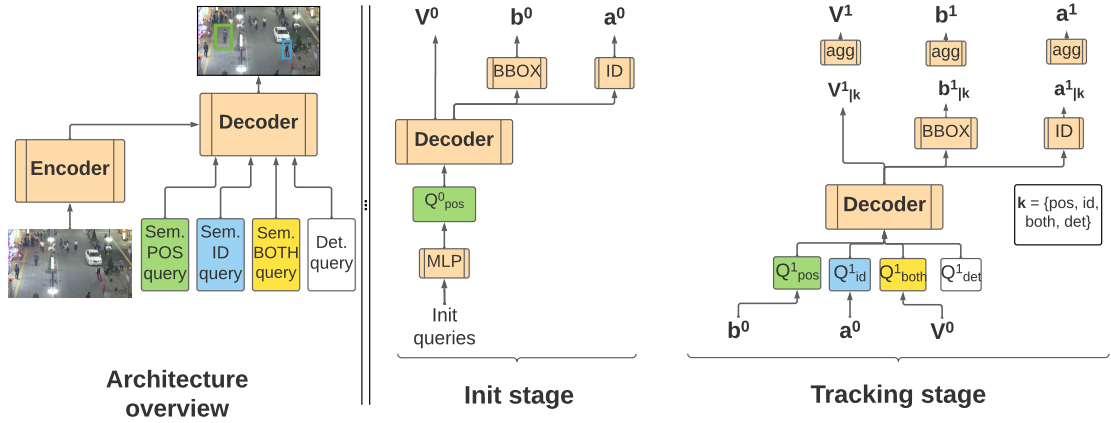 Encoder
Decoder
Sem.
POS
query
Sem.
ID
query
Sem.
BOTH
query
Det.
query
Architecture
overview
V⁰
b⁰
a⁰
BBOX
ID
Decoder
Q⁰pos
MLP
Init
queries
Init stage
V¹
b¹
a¹
agg
agg
agg
V¹|k
b¹|k
a¹|k
BBOX
ID
Decoder
k = {pos, id,
both, det}
Q¹pos
Q¹id
Q¹both
Q¹det
b⁰
a⁰
V⁰
Tracking stage